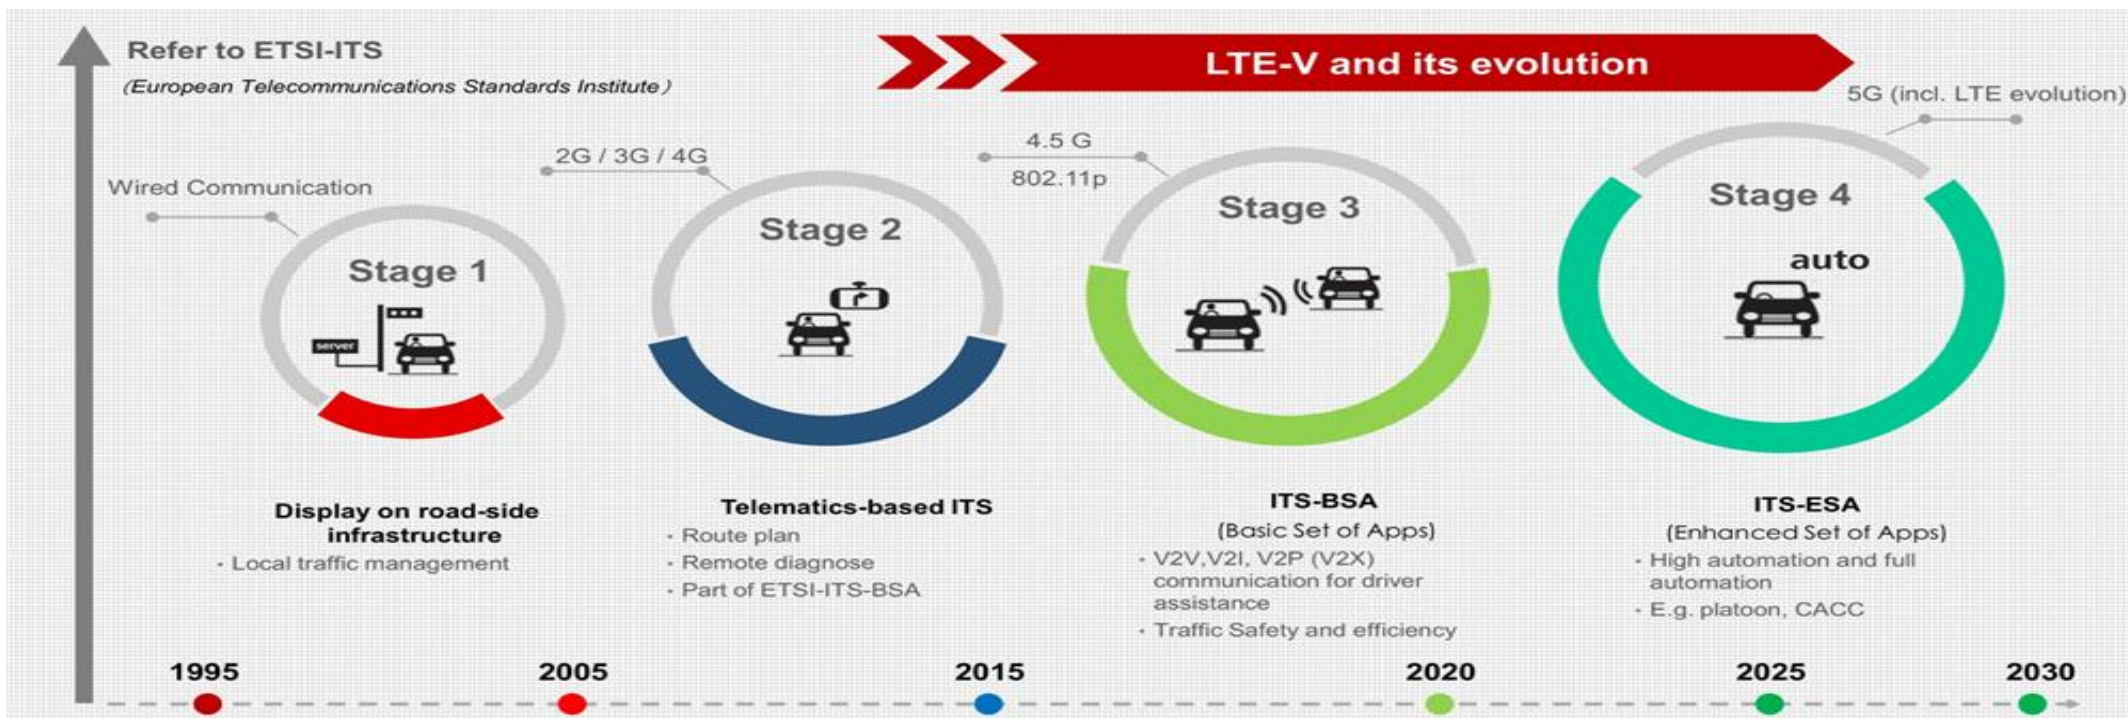 Refer to ETSI-ITS
(European Telecommunications Standards Institute)
LTE-V and its evolution
Wired Communication
Stage 1
server
Display on road-side
infrastructure
· Local traffic management
2G / 3G / 4G
Stage 2
Telematics-based ITS
· Route plan
· Remote diagnose
· Part of ETSI-ITS-BSA
4.5 G
802.11p
Stage 3
ITS-BSA
(Basic Set of Apps)
· V2V,V2I, V2P (V2X)
communication for driver
assistance
· Traffic Safety and efficiency
5G (incl. LTE evolution)
Stage 4
auto
ITS-ESA
(Enhanced Set of Apps)
· High automation and full
automation
· E.g. platoon, CACC
1995 2005 2015 2020 2025 2030